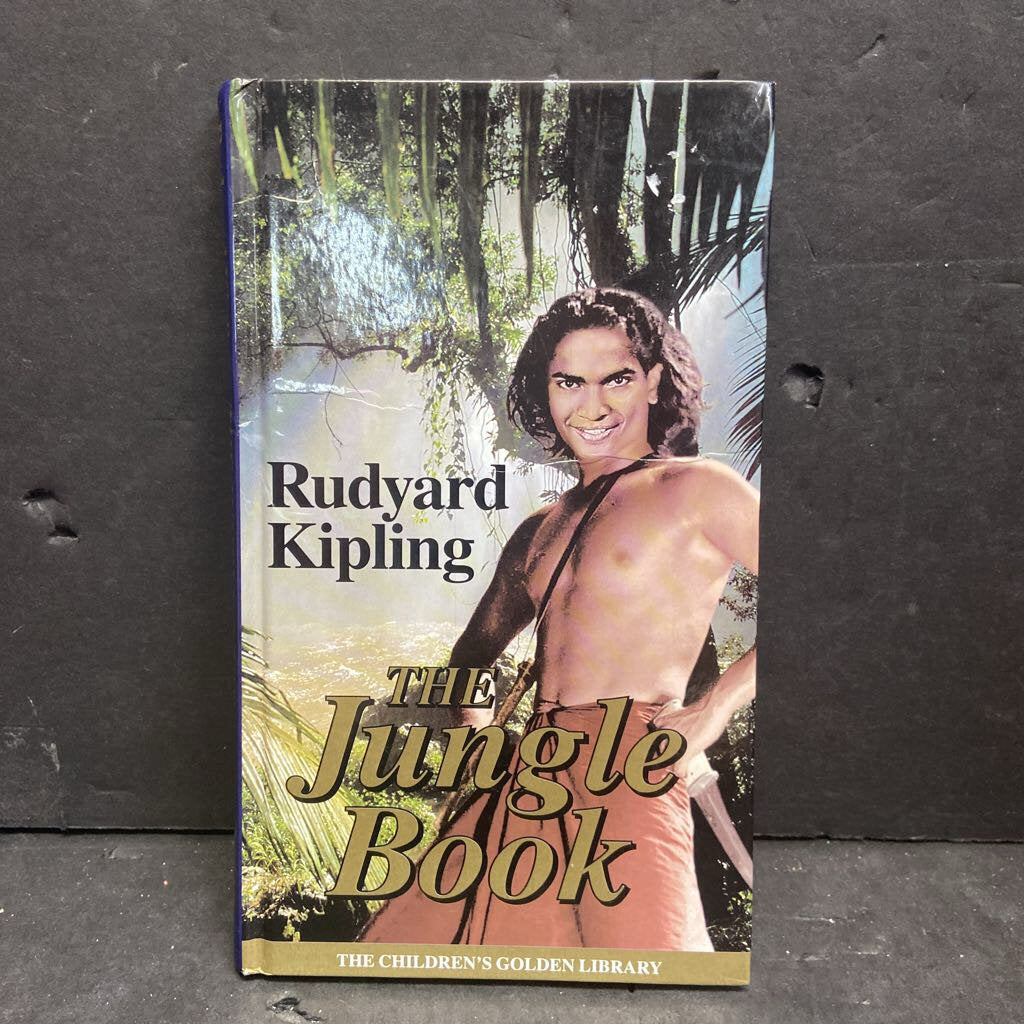 Rudyard
Kipling
THE
Jungle
Book
THE CHILDREN'S GOLDEN LIBRARY